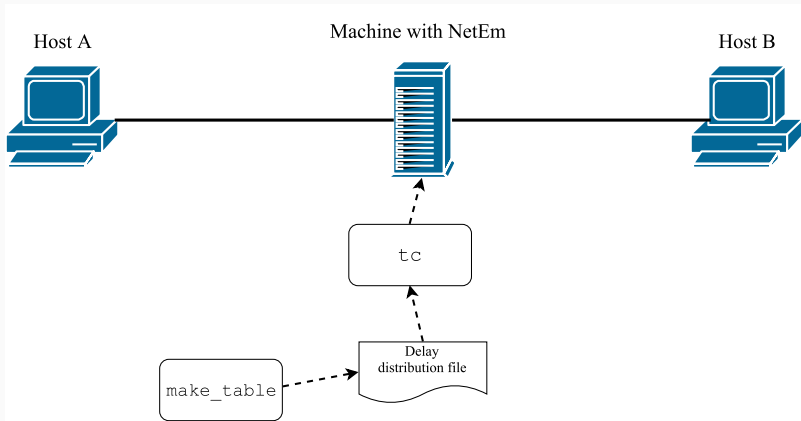 Host A
Machine with NetEm
Host B
tc
Delay
distribution file
make_table